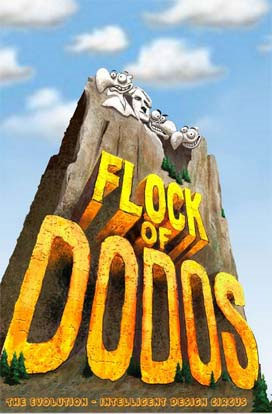 FLOCK
OF
DODOS
THE EVOLUTION - INTELLIGENT DESIGN CIRCUS